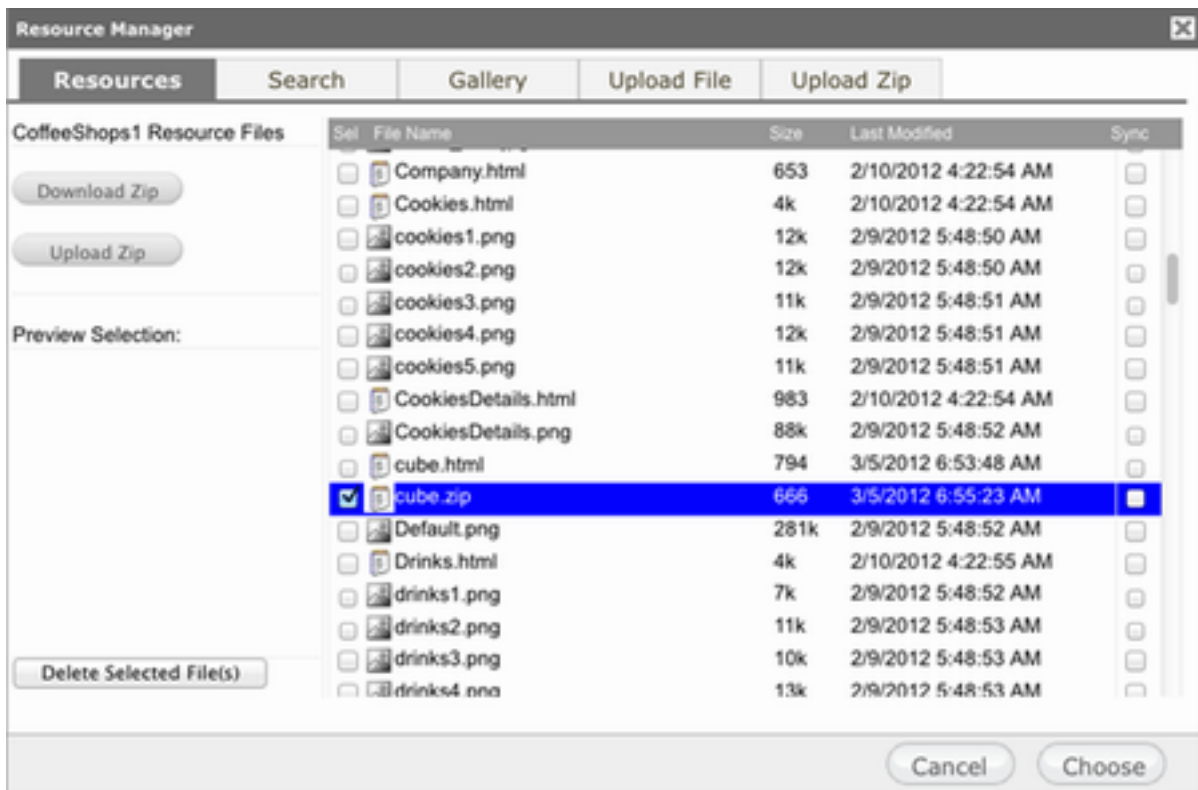 Resource Manager
Resources Search Gallery Upload File Upload Zip
CoffeeShops1 Resource Files
Download Zip
Upload Zip
Preview Selection:
Delete Selected File(s)
Sel File Name Size Last Modified Sync
Company.html 653 2/10/2012 4:22:54 AM
Cookies.html 4k 2/10/2012 4:22:54 AM
cookies1.png 12k 2/9/2012 5:48:50 AM
cookies2.png 12k 2/9/2012 5:48:50 AM
cookies3.png 11k 2/9/2012 5:48:51 AM
cookies4.png 12k 2/9/2012 5:48:51 AM
cookies5.png 11k 2/9/2012 5:48:51 AM
CookiesDetails.html 983 2/10/2012 4:22:54 AM
CookiesDetails.png 88k 2/9/2012 5:48:52 AM
cube.html 794 3/5/2012 6:53:48 AM
cube.zip 666 3/5/2012 6:55:23 AM
Default.png 281k 2/9/2012 5:48:52 AM
Drinks.html 4k 2/10/2012 4:22:55 AM
drinks1.png 7k 2/9/2012 5:48:52 AM
drinks2.png 11k 2/9/2012 5:48:53 AM
drinks3.png 10k 2/9/2012 5:48:53 AM
drinks4.png 13k 2/9/2012 5:48:53 AM
Cancel Choose